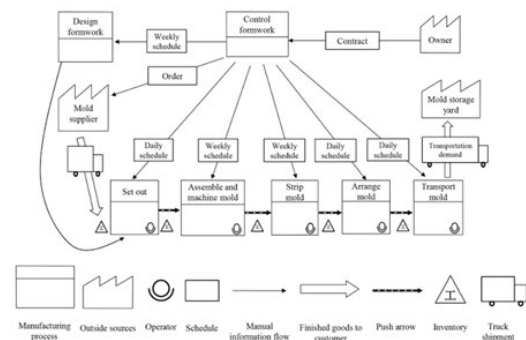 Design
formwork
Weekly
schedule
Control
formwork
Contract
Owner
Order
Mold
supplier
Mold storage
yard
Daily
schedule
Weekly
schedule
Weekly
schedule
Daily
schedule
Daily
schedule
Transportation
demand
Set out
Assemble and
machine mold
Strip
mold
Arrange
mold
Transport
mold
I
I
I
I
I
I
Manufacturing
process
Outside sources
Operator
Schedule
Manual
information flow
Finished goods to
customer
Push arrow
Inventory
Truck
shipment